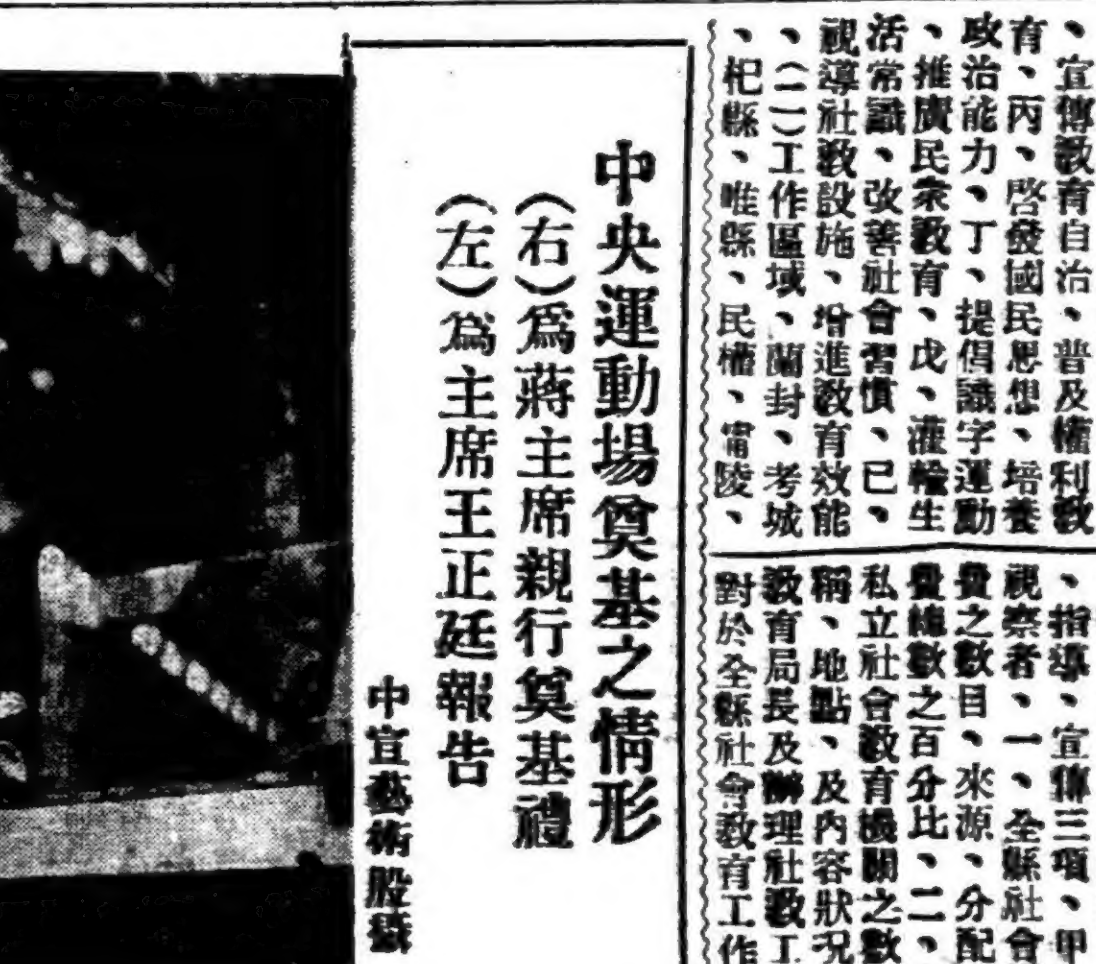 、宣傳教育自治、普及權利教
育、丙、啓發國民思想、培養
政治能力、丁、提倡識字運動
、推廣民衆教育、戊、灌輸生
活常識、改善社會習慣、己、
視導社教設施、增進教育效能
、(二)工作區域、蘭封、考城
、杞縣、睢縣、民權、甯陵、
、指導、宣傳三項、甲
視察者、一、全縣社會
費之數目、來源、分配
費總數之百分比、二、
私立社會教育機關之數
稱、地點、及內容狀況
教育局長及辦理社教工
對於全縣社會教育工作
中央運動場奠基之情形
(右)爲蔣主席親行奠基禮
(左)爲主席王正廷報告
中宣藝術股攝